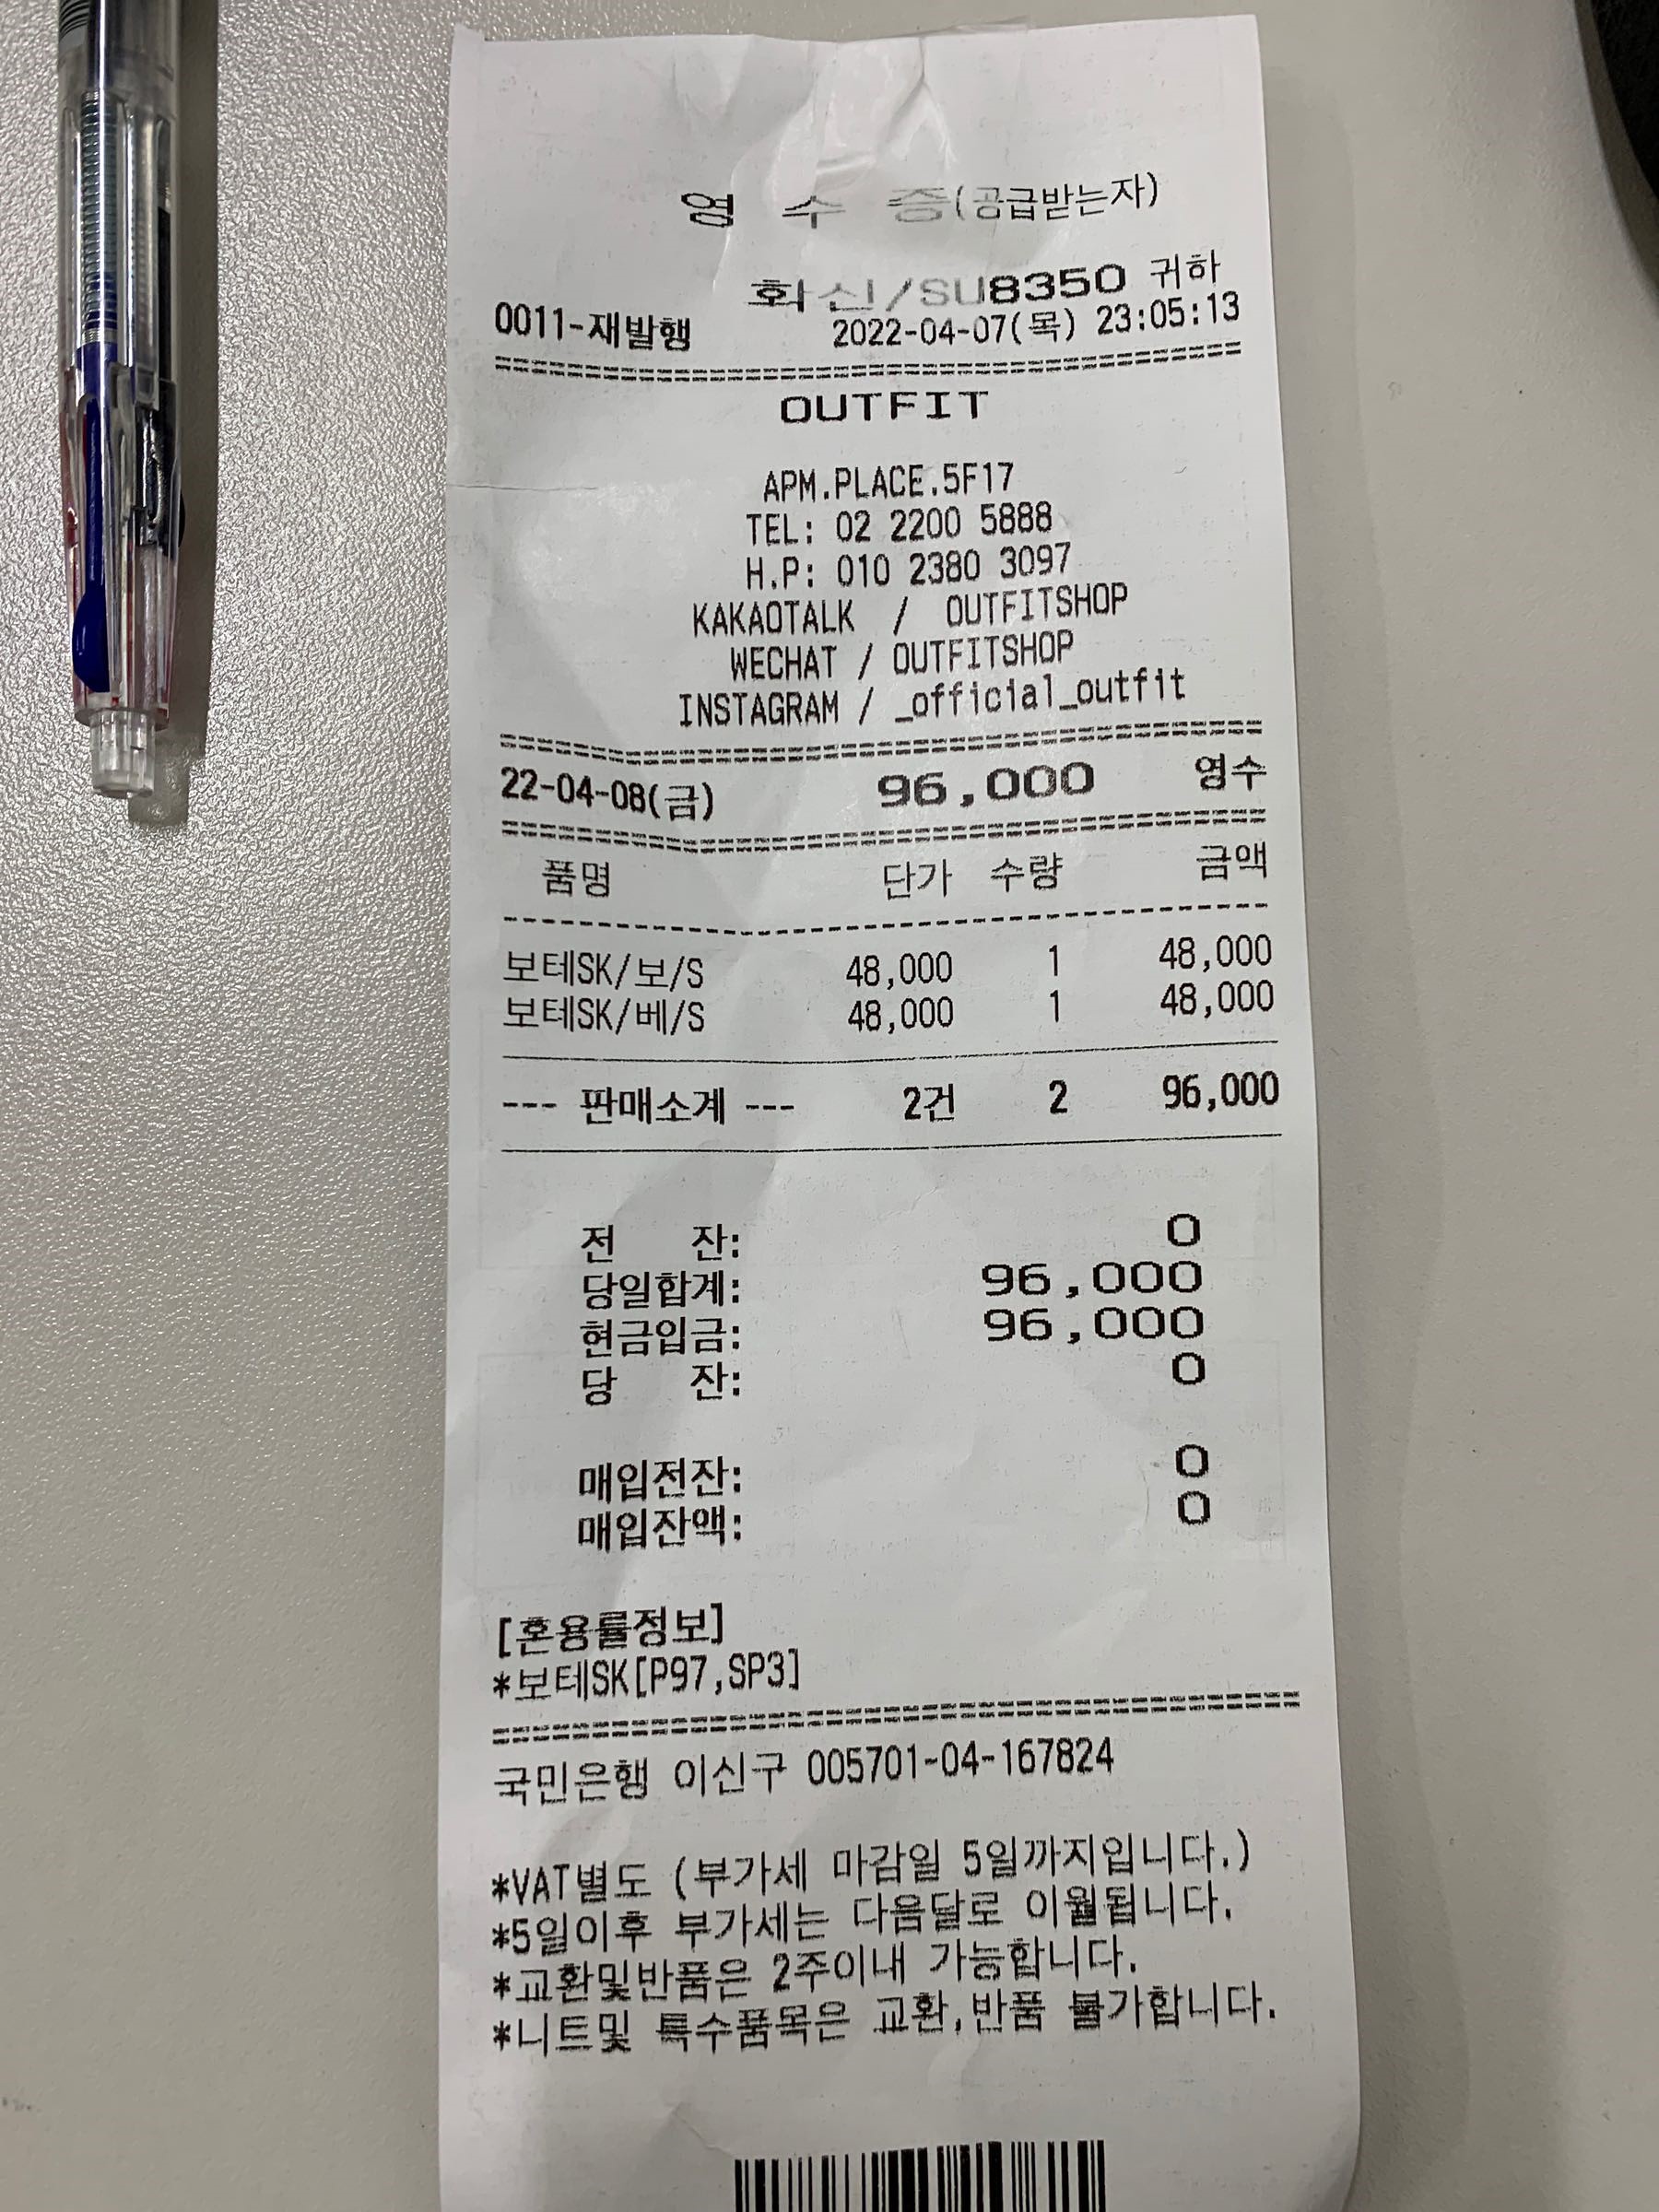 영 수 증(공급받는자)
화신/SU8350 귀하
0011-재발행 2022-04-07(목) 23:05:13
OUTFIT
APM.PLACE.5F17
TEL: 02 2200 5888
H.P: 010 2380 3097
KAKAOTALK / OUTFITSHOP
WECHAT / OUTFITSHOP
INSTAGRAM / _official_outfit
22-04-08(금) 96,000 영수
품명 단가 수량 금액
보테SK/보/S 48,000 1 48,000
보테SK/베/S 48,000 1 48,000
--- 판매소계 --- 2건 2 96,000
전 잔: 0
당일합계: 96,000
현금입금: 96,000
당 잔: 0
매입전잔: 0
매입잔액: 0
[혼용률정보]
*보테SK[P97,SP3]
국민은행 이신구 005701-04-167824
*VAT별도 (부가세 마감일 5일까지입니다.)
*5일이후 부가세는 다음달로 이월됩니다.
*교환및반품은 2주이내 가능합니다.
*니트및 특수품목은 교환,반품 불가합니다.